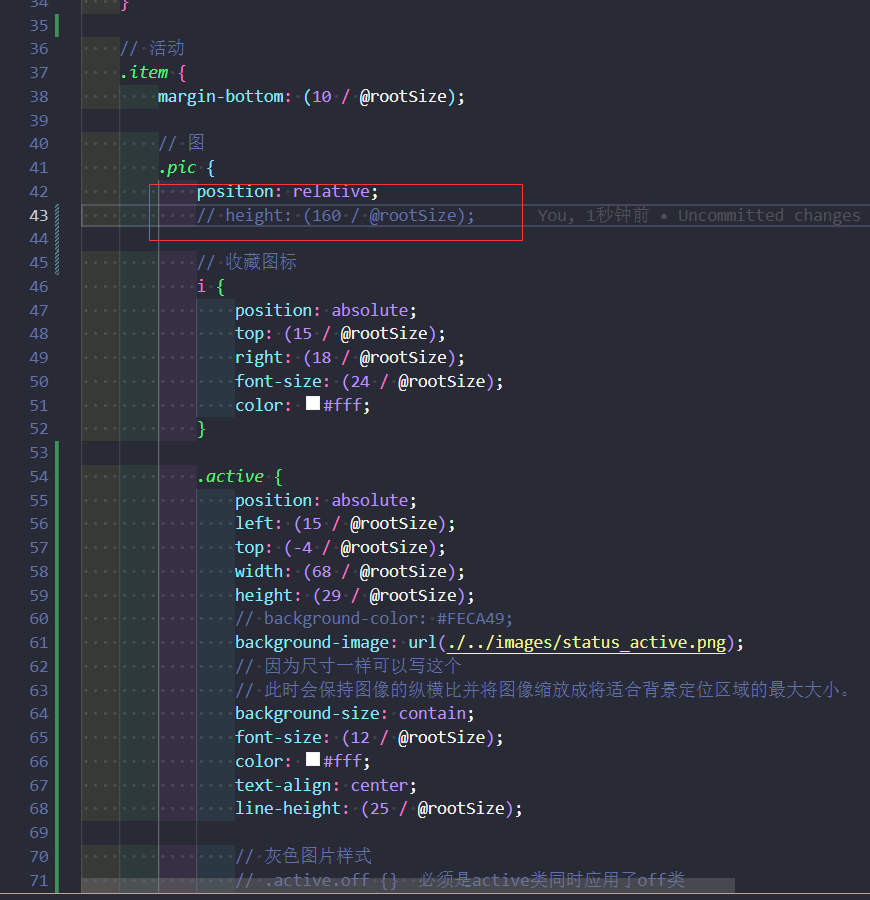 34 }
35
36 // 活动
37 .item {
38 margin-bottom: (10 / @rootSize);
39
40 // 图
41 .pic {
42 position: relative;
43 // height: (160 / @rootSize); You, 1秒钟前 • Uncommitted changes
44
45 // 收藏图标
46 i {
47 position: absolute;
48 top: (15 / @rootSize);
49 right: (18 / @rootSize);
50 font-size: (24 / @rootSize);
51 color: #fff;
52 }
53
54 .active {
55 position: absolute;
56 left: (15 / @rootSize);
57 top: (-4 / @rootSize);
58 width: (68 / @rootSize);
59 height: (29 / @rootSize);
60 // background-color: #FECA49;
61 background-image: url(./../images/status_active.png);
62 // 因为尺寸一样可以写这个
63 // 此时会保持图像的纵横比并将图像缩放成将适合背景定位区域的最大大小。
64 background-size: contain;
65 font-size: (12 / @rootSize);
66 color: #fff;
67 text-align: center;
68 line-height: (25 / @rootSize);
69
70 // 灰色图片样式
71 // .active.off {} 必须是active类同时应用了off类